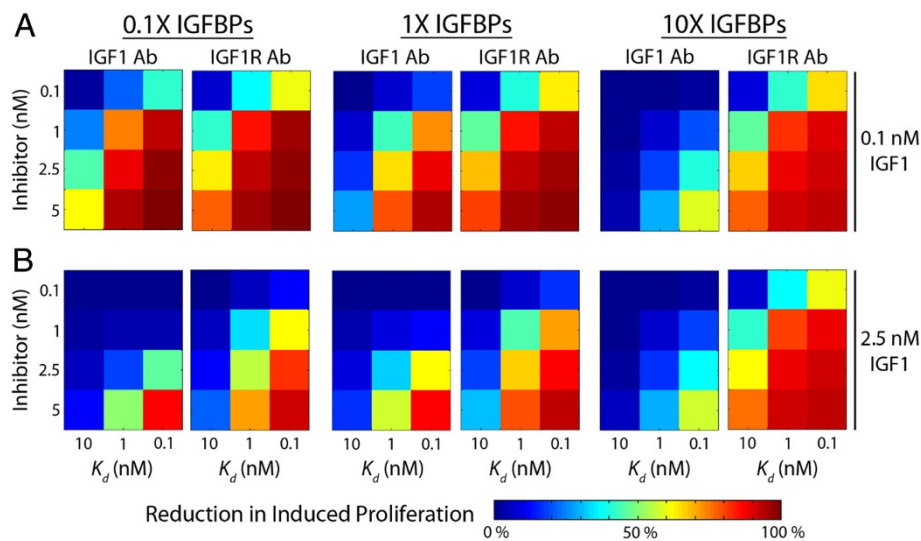 A
0.1X IGFBPs 1X IGFBPs 10X IGFBPs
IGF1 Ab IGF1R Ab IGF1 Ab IGF1R Ab IGF1 Ab IGF1R Ab
Inhibitor (nM)
0.1
1
2.5
5
0.1 nM
IGF1
B
Inhibitor (nM)
0.1
1
2.5
5
2.5 nM
IGF1
10 1 0.1 10 1 0.1 10 1 0.1 10 1 0.1 10 1 0.1 10 1 0.1
Kd (nM) Kd (nM) Kd (nM) Kd (nM) Kd (nM) Kd (nM)
Reduction in Induced Proliferation
0 % 50 % 100 %